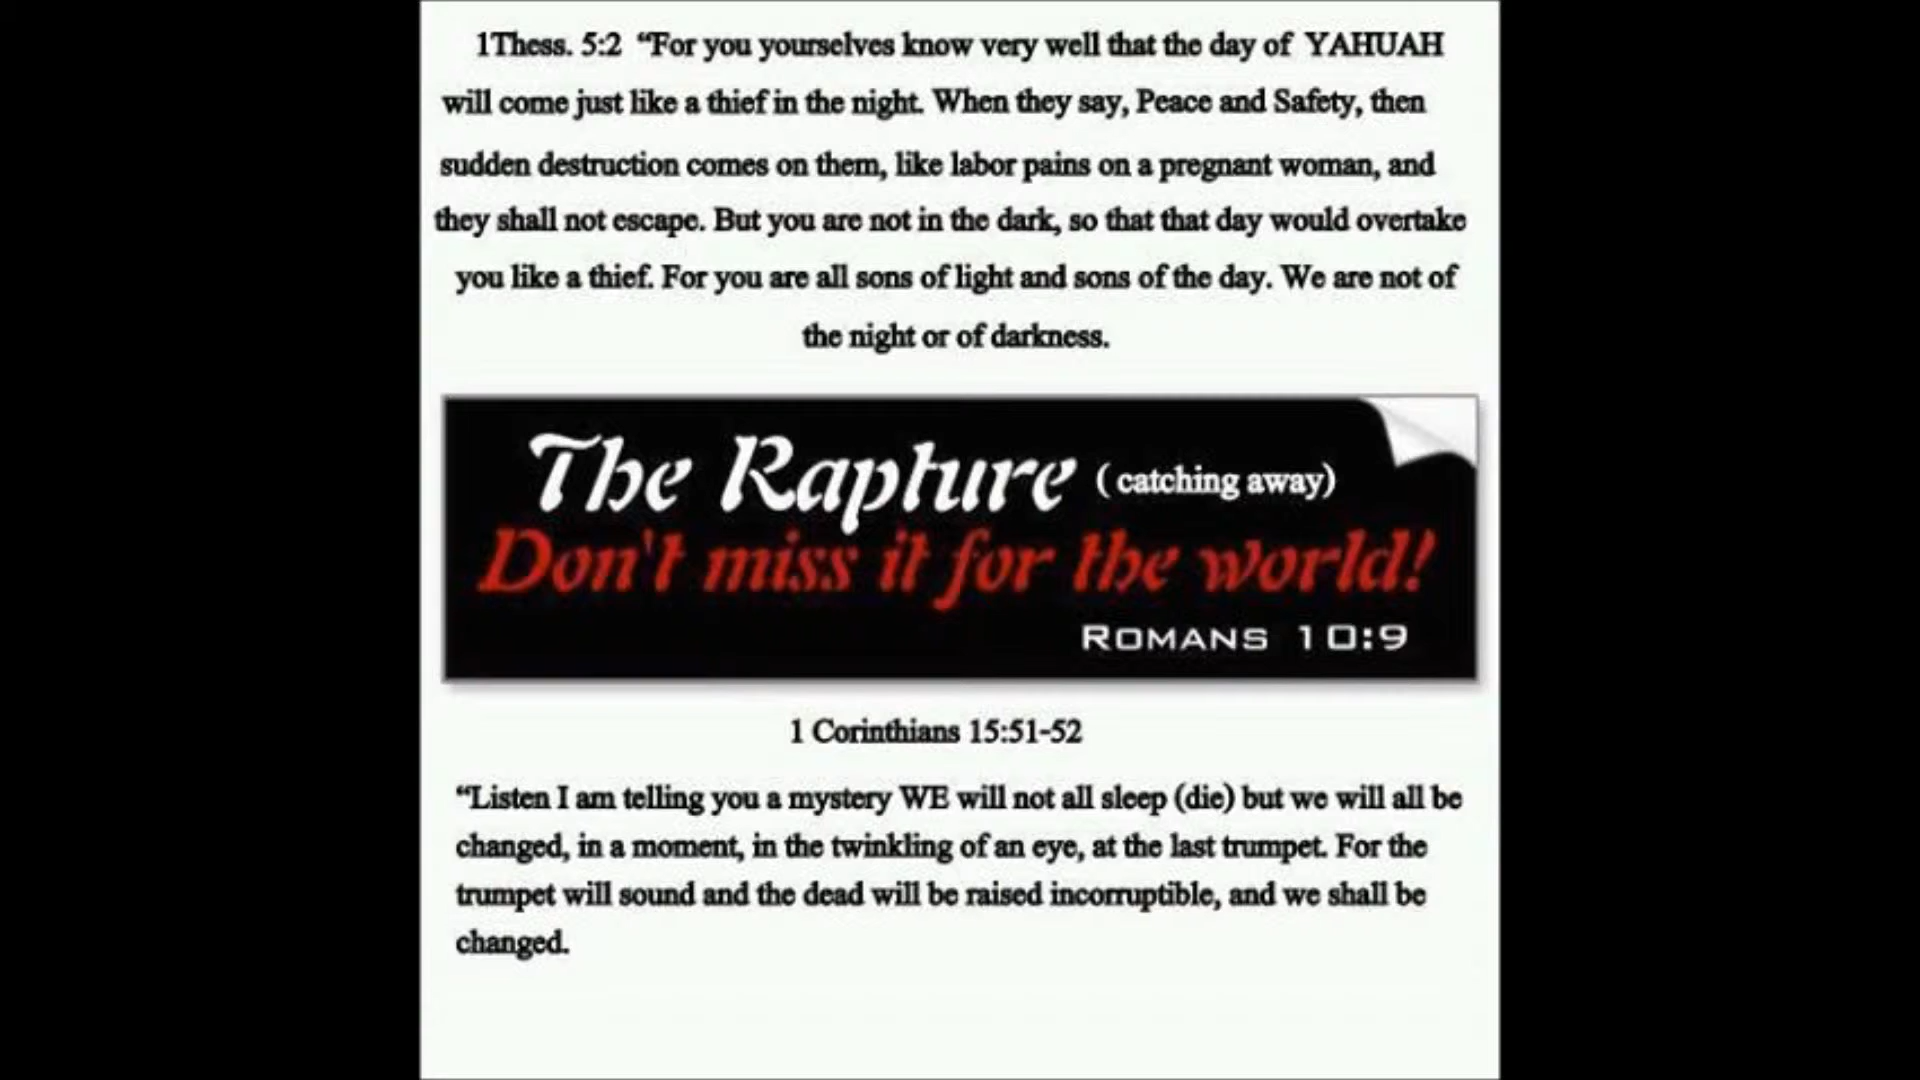 1Thess. 5:2 “For you yourselves know very well that the day of YAHUAH
will come just like a thief in the night. When they say, Peace and Safety, then
sudden destruction comes on them, like labor pains on a pregnant woman, and
they shall not escape. But you are not in the dark, so that that day would overtake
you like a thief. For you are all sons of light and sons of the day. We are not of
the night or of darkness.
The Rapture ( catching away)
Don't miss it for the world!
ROMANS 10:9
1 Corinthians 15:51-52
“Listen I am telling you a mystery WE will not all sleep (die) but we will all be
changed, in a moment, in the twinkling of an eye, at the last trumpet. For the
trumpet will sound and the dead will be raised incorruptible, and we shall be
changed.